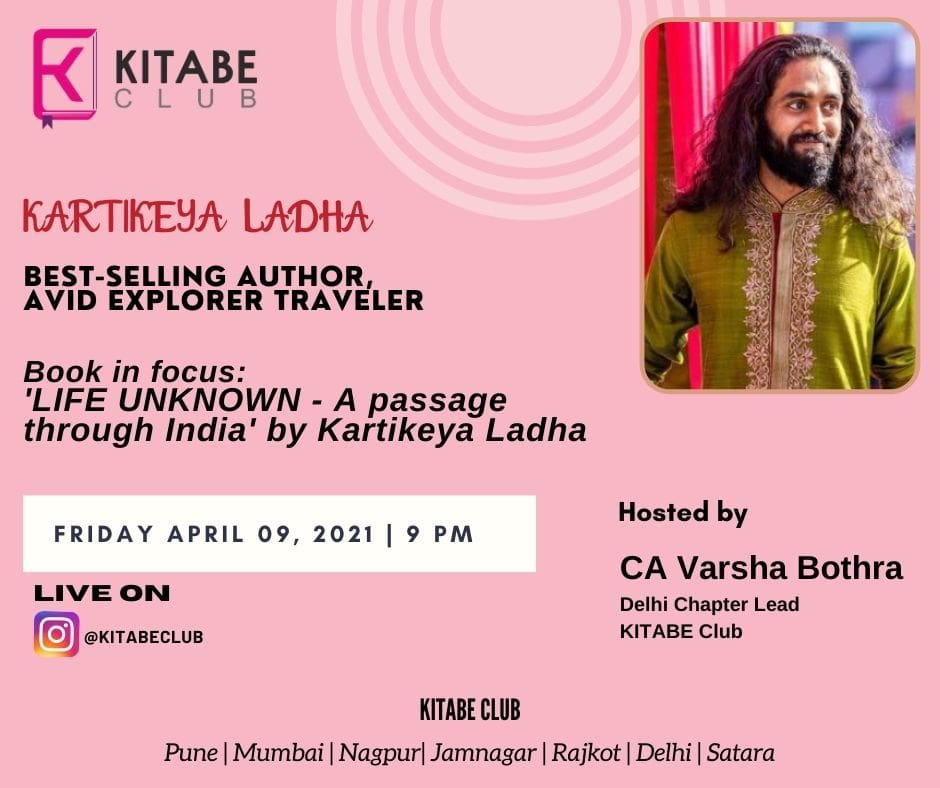 KITABE
CLUB
KARTIKEYA LADHA
BEST-SELLING AUTHOR,
AVID EXPLORER TRAVELER
Book in focus:
'LIFE UNKNOWN - A passage
through India' by Kartikeya Ladha
FRIDAY APRIL 09, 2021 | 9 PM
LIVE ON
@KITABECLUB
Hosted by
CA Varsha Bothra
Delhi Chapter Lead
KITABE Club
KITABE CLUB
Pune | Mumbai | Nagpur| Jamnagar | Rajkot | Delhi | Satara